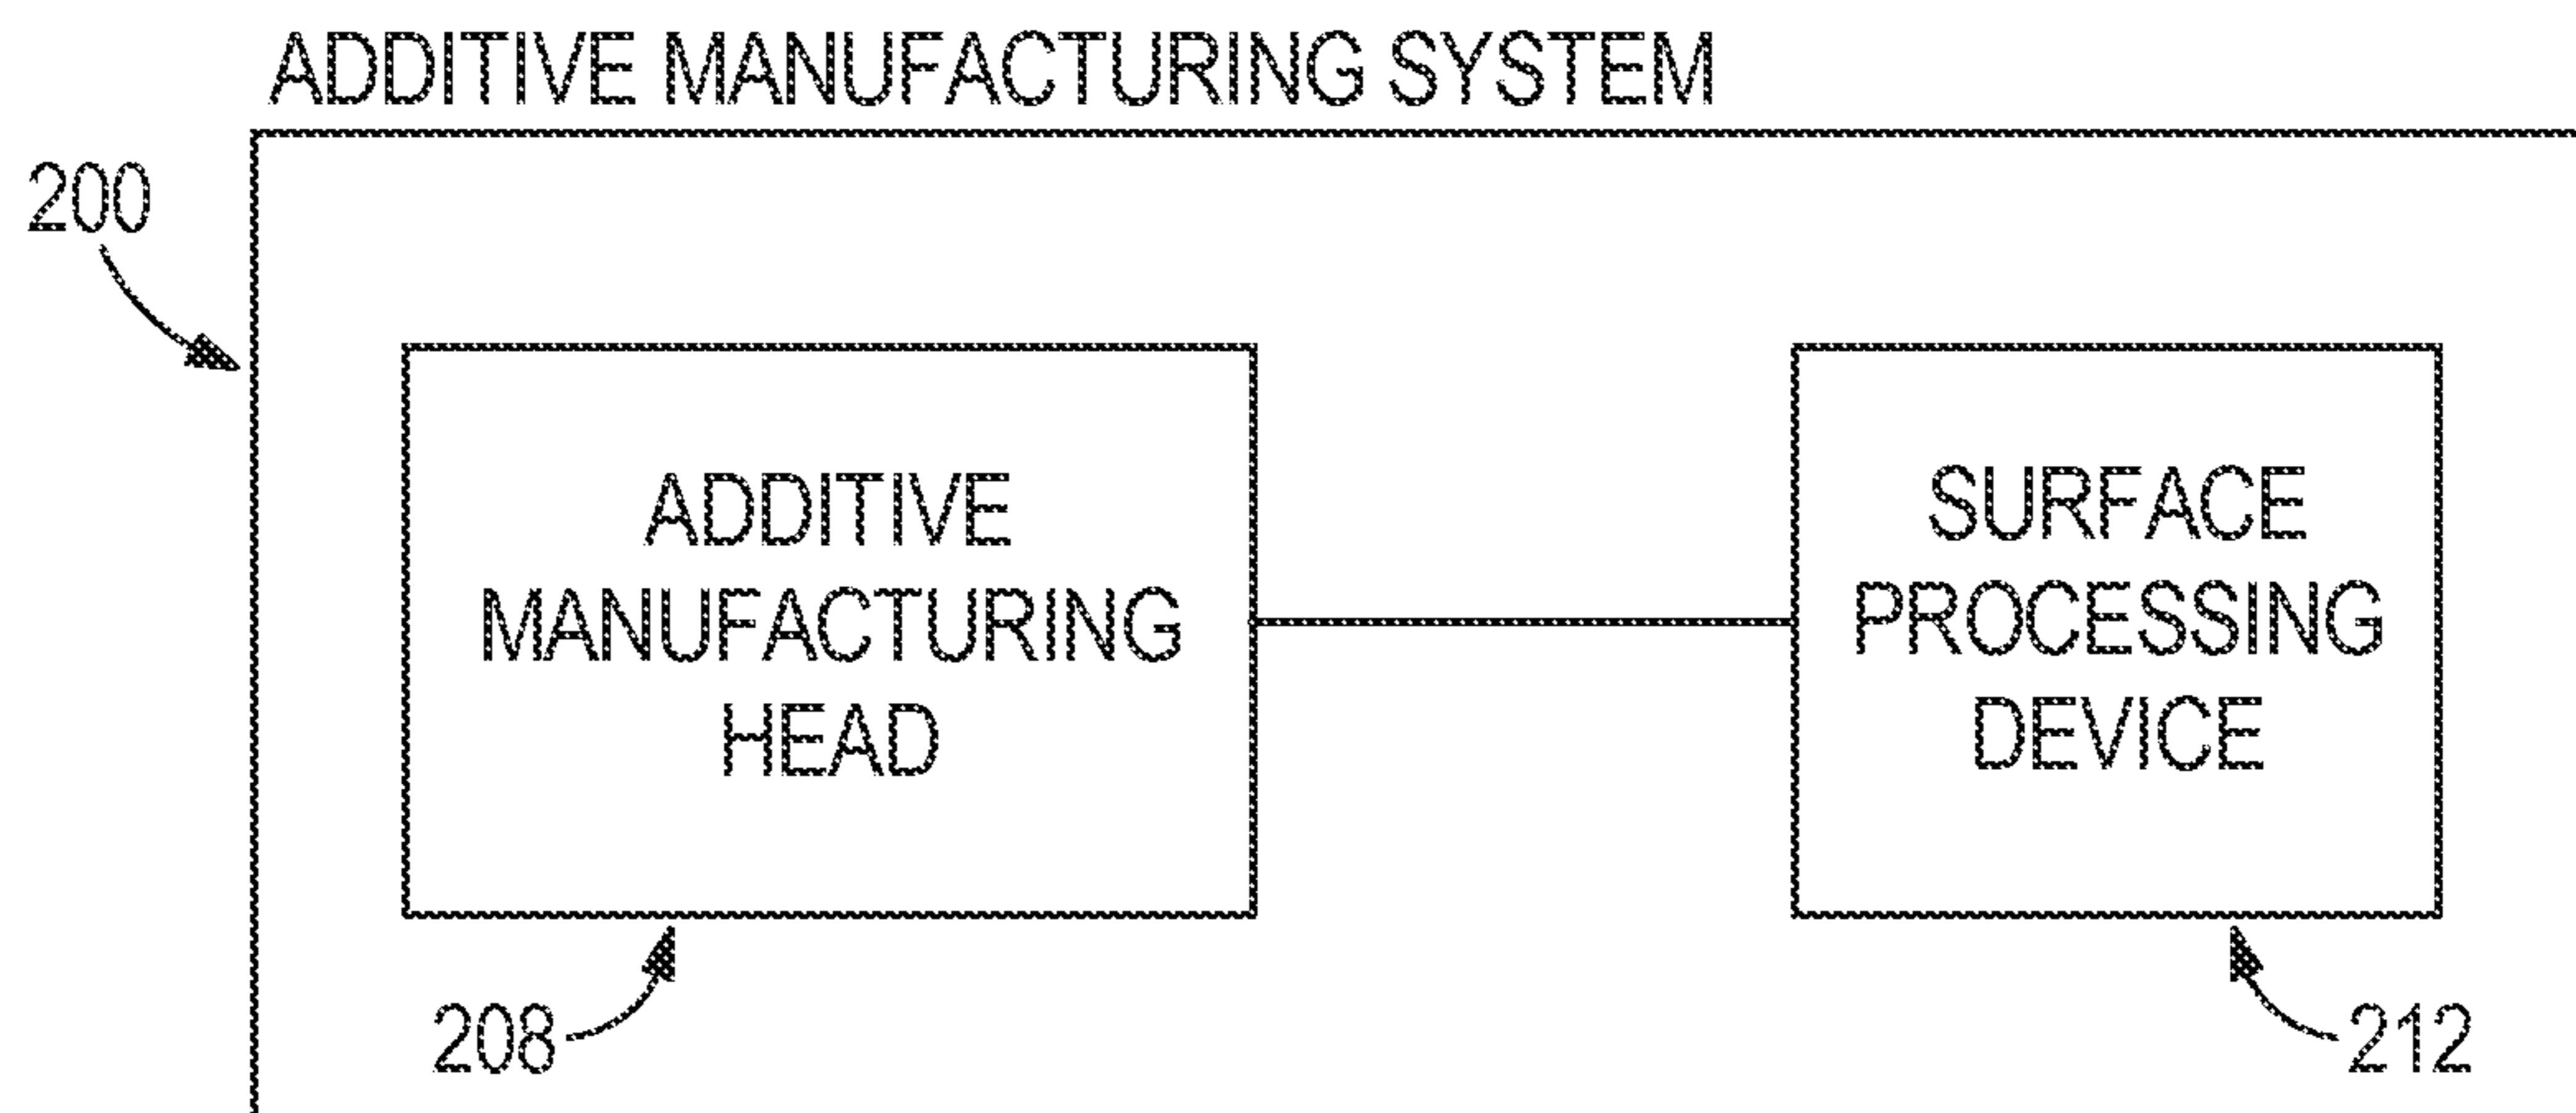 ADDITIVE MANUFACTURING SYSTEM
200
ADDITIVE
MANUFACTURING
HEAD
SURFACE
PROCESSING
DEVICE
208
212